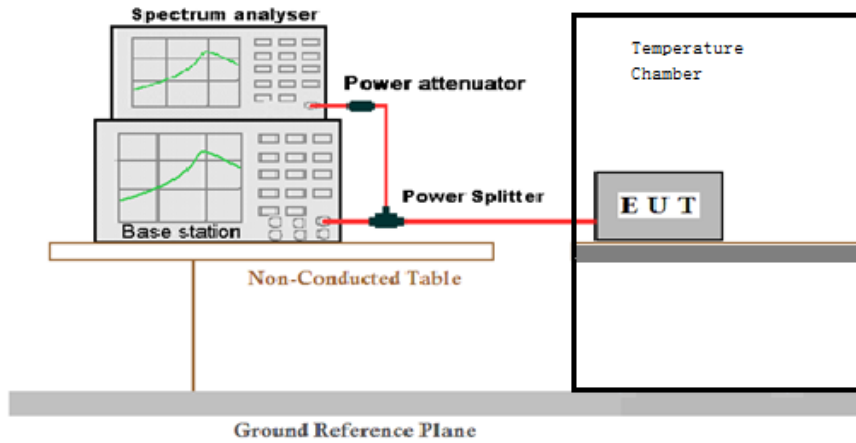 Spectrum analyser
Temperature
Chamber
Power attenuator
Power Splitter
E U T
Base station
Non-Conducted Table
Ground Reference Plane